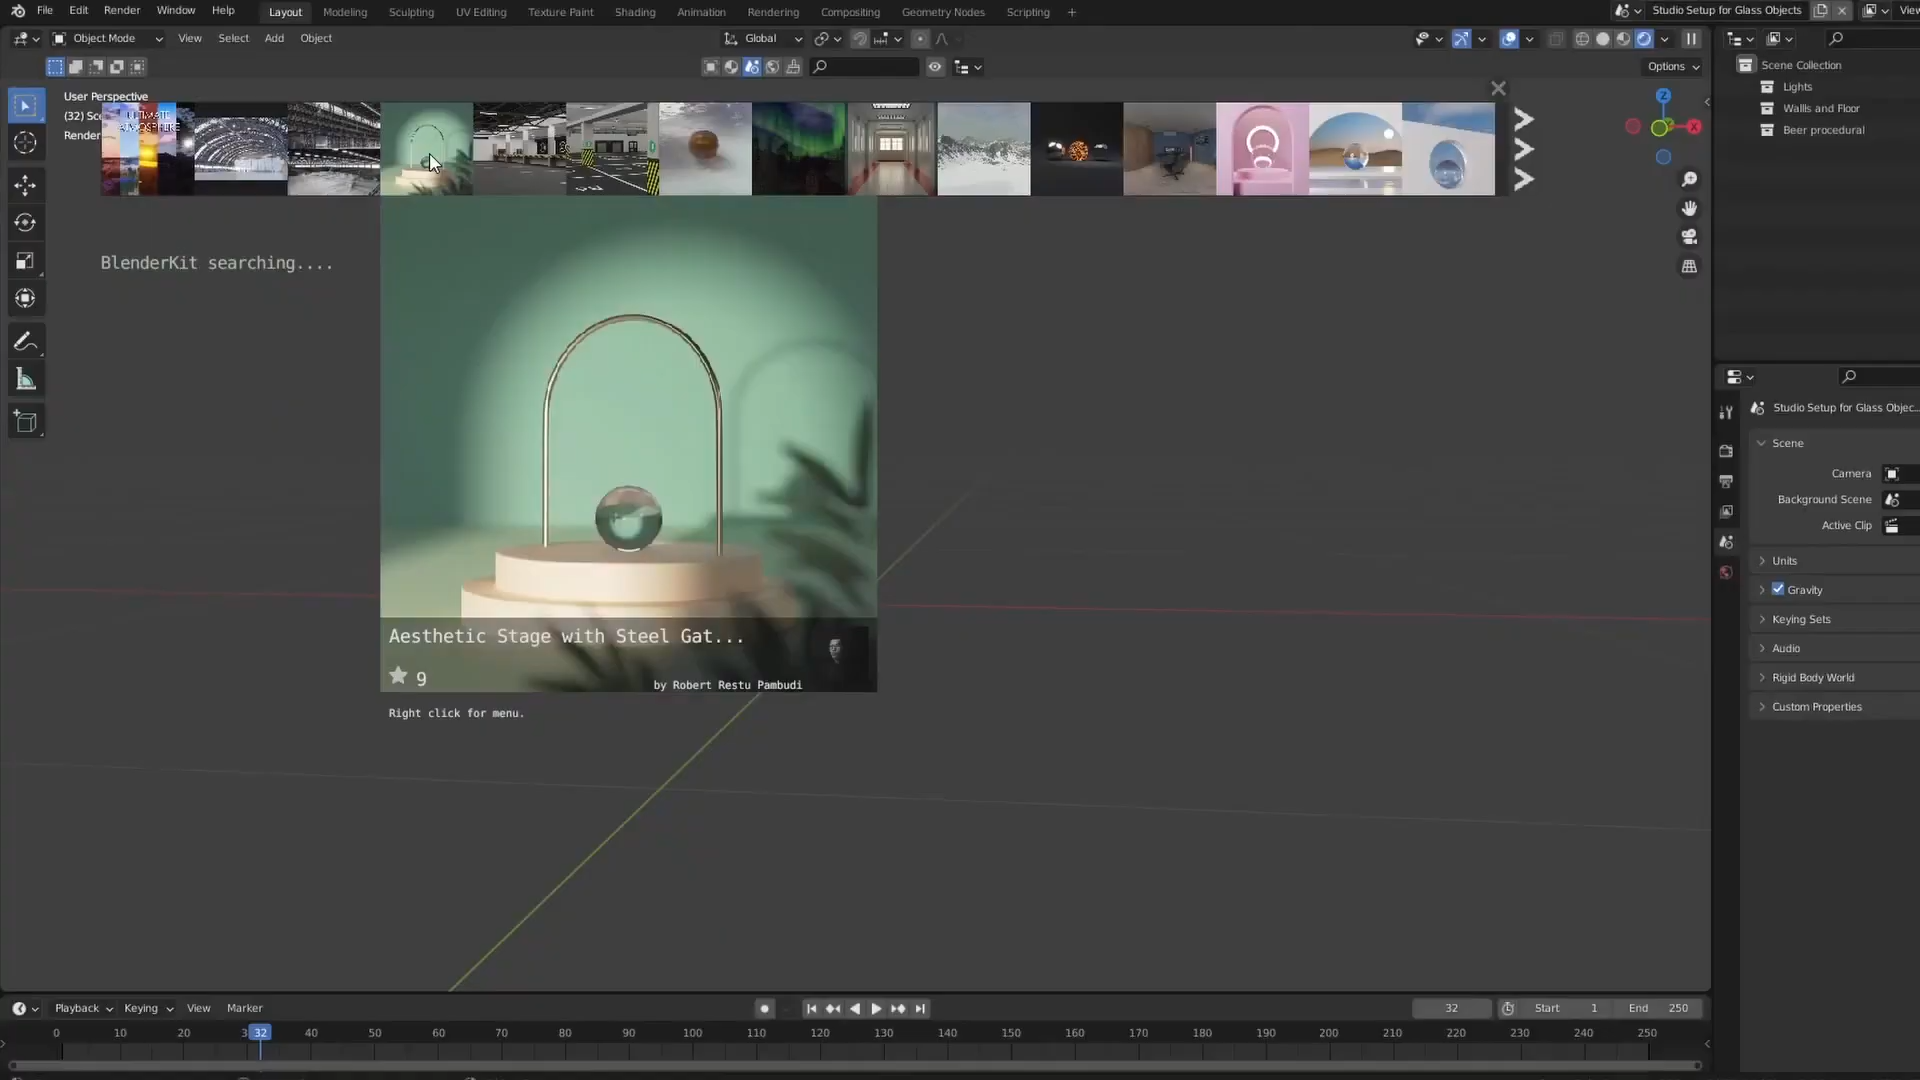 File Edit Render Window Help Layout Modeling Sculpting UV Editing Texture Paint Shading Animation Rendering Compositing Geometry Nodes Scripting + Studio Setup for Glass Objects
Object Mode View Select Add Object Global
Options
User Perspective
(32)
Render
ULTIMATE
ATMOSPHERE
BlenderKit searching....
Aesthetic Stage with Steel Gat...
9
by Robert Restu Pambudi
Right click for menu.
Z
X
Scene Collection
Lights
Wallls and Floor
Beer procedural
Studio Setup for Glass Objec...
Scene
Camera
Background Scene
Active Clip
Units
Gravity
Keying Sets
Audio
Rigid Body World
Custom Properties
Playback Keying View Marker 32 Start 1 End 250
0 10 20 32 40 50 60 70 80 90 100 110 120 130 140 150 160 170 180 190 200 210 220 230 240 250